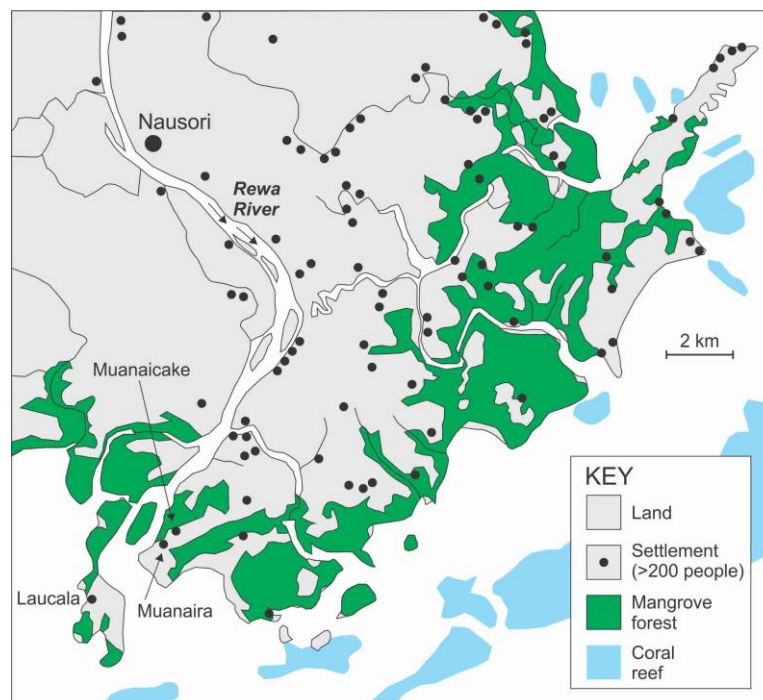 Nausori
Rewa
River
2 km
Muanaicake
KEY
Land
Settlement
(>200 people)
Mangrove
forest
Coral
reef
Laucala
Muanaira